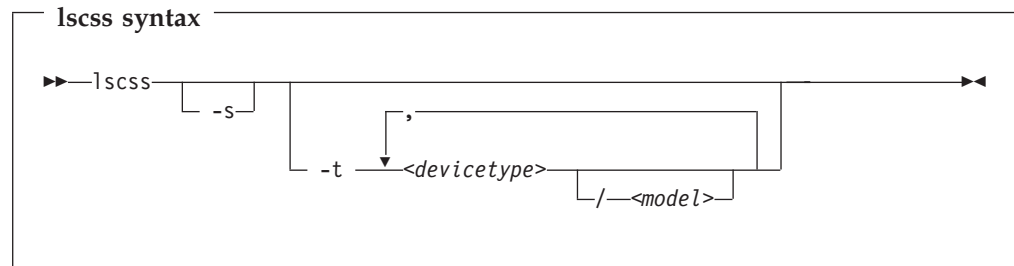 lscss syntax
lscss
-s
,
-t <devicetype>
/ <model>